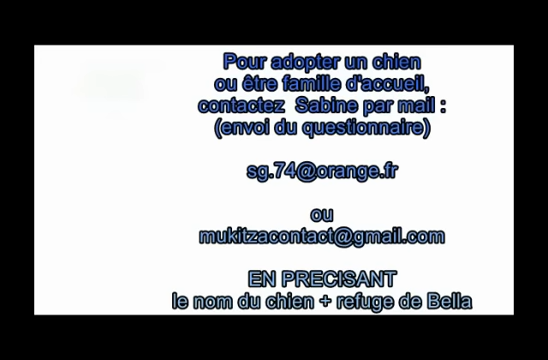 Pour adopter un chien
ou être famille d'accueil,
contactez Sabine par mail :
(envoi du questionnaire)
sg.74@orange.fr
ou
mukitzacontact@gmail.com
EN PRECISANT
le nom du chien + refuge de Bella